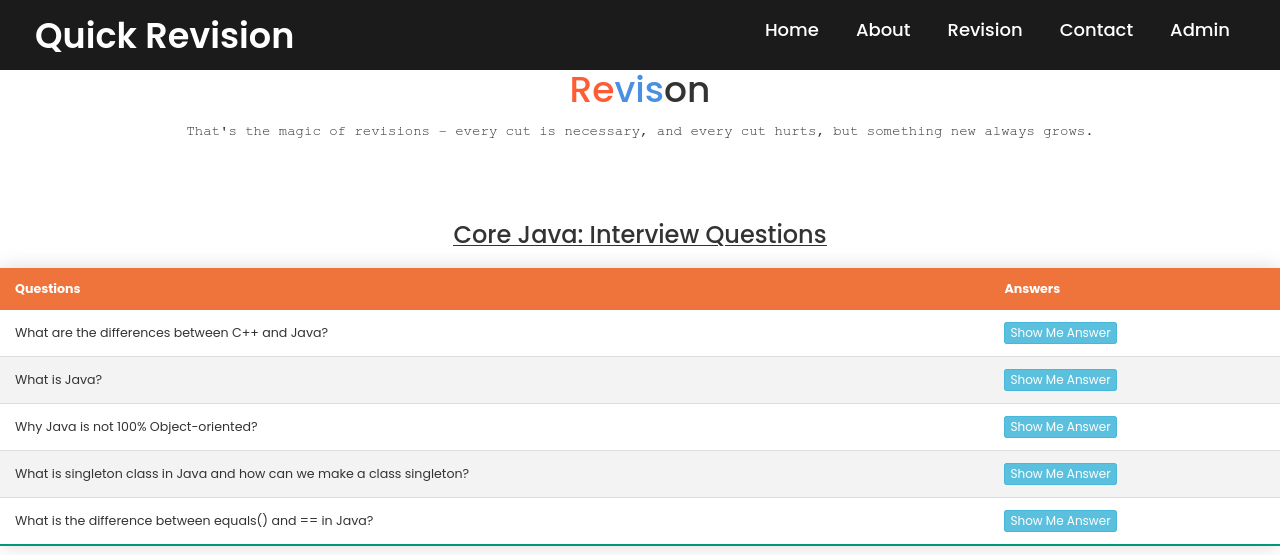 Quick Revision
Home About Revision Contact Admin
Revison
That's the magic of revisions - every cut is necessary, and every cut hurts, but something new always grows.
Core Java: Interview Questions
Questions Answers
What are the differences between C++ and Java? Show Me Answer
What is Java? Show Me Answer
Why Java is not 100% Object-oriented? Show Me Answer
What is singleton class in Java and how can we make a class singleton? Show Me Answer
What is the difference between equals() and == in Java? Show Me Answer